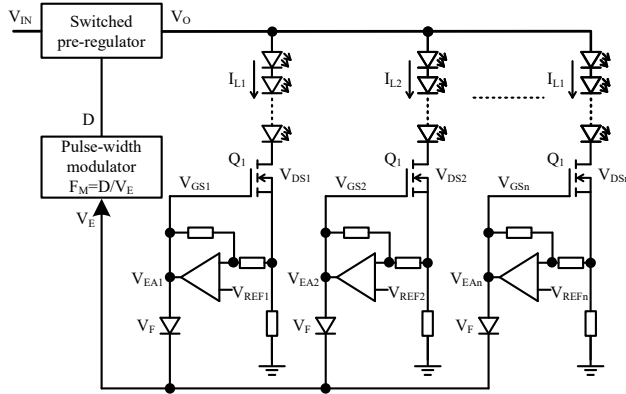 V_IN
Switched
pre-regulator
V_O
I_L1
I_L2
I_L1
D
Pulse-width
modulator
F_M=D/V_E
Q_1
Q_1
Q_1
V_GS1
V_DS1
V_GS2
V_DS2
V_GSn
V_DSn
V_E
V_EA1
V_REF1
V_EA2
V_REF2
V_EAn
V_REFn
V_F
V_F
V_F